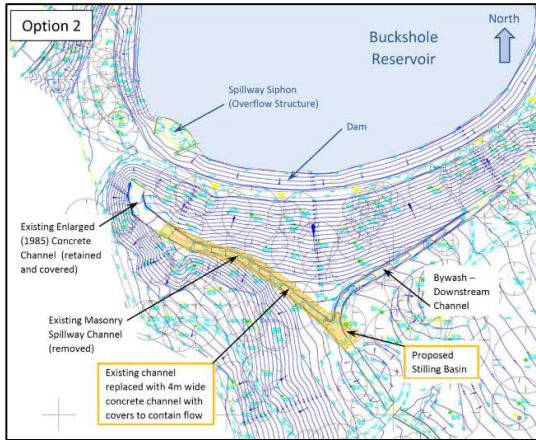 Option 2
North
Buckshole
Reservoir
Spillway Siphon
(Overflow Structure)
Dam
Existing Enlarged
(1985) Concrete
Channel (retained
and covered)
Bywash –
Downstream
Channel
Existing Masonry
Spillway Channel
(removed)
Existing channel
replaced with 4m wide
concrete channel with
covers to contain flow
Proposed
Stilling Basin